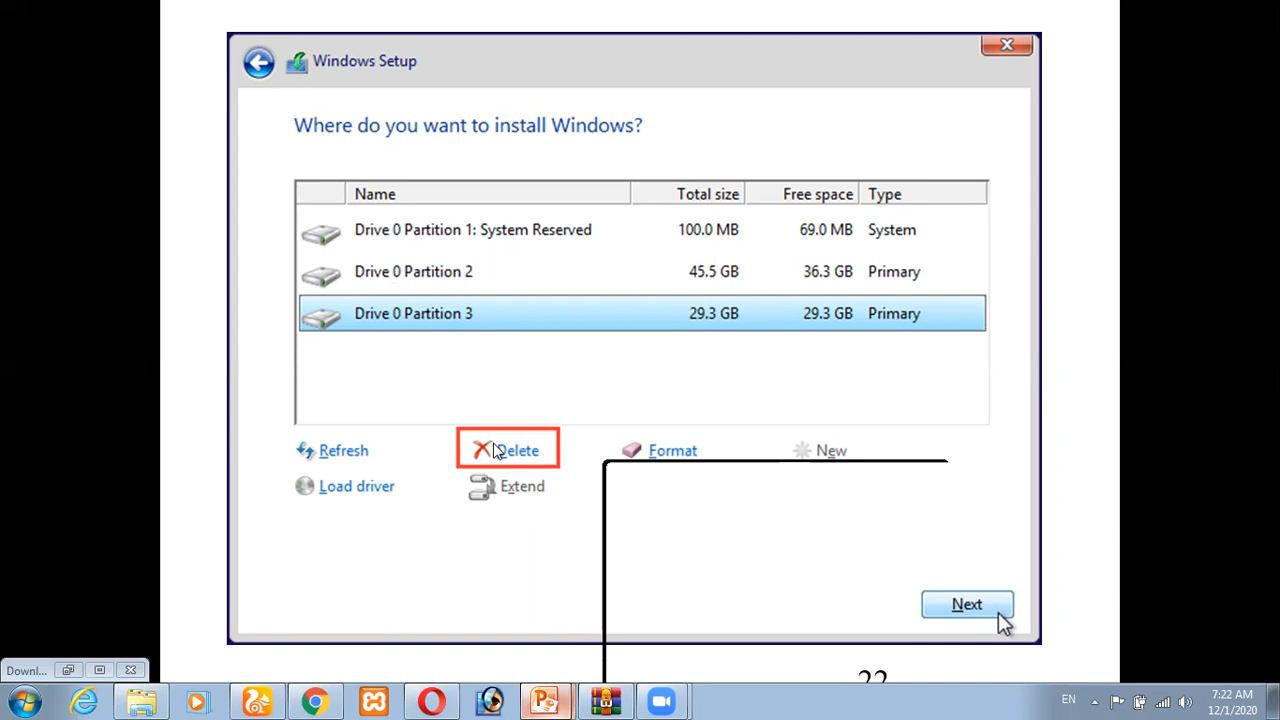 Windows Setup
Where do you want to install Windows?
Name Total size Free space Type
Drive 0 Partition 1: System Reserved 100.0 MB 69.0 MB System
Drive 0 Partition 2 45.5 GB 36.3 GB Primary
Drive 0 Partition 3 29.3 GB 29.3 GB Primary
Refresh Delete Format New
Load driver Extend
Next
22
Downl...
EN 7:22 AM
12/1/2020